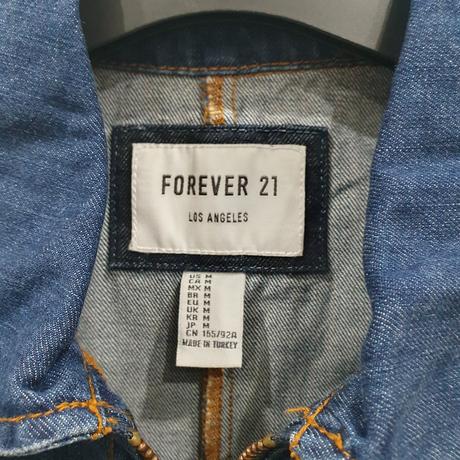 FOREVER 21
LOS ANGELES
US M
CA M
MX M
BR M
EU M
UK M
KR M
JP M
CN 165/92A
MADE IN TURKEY